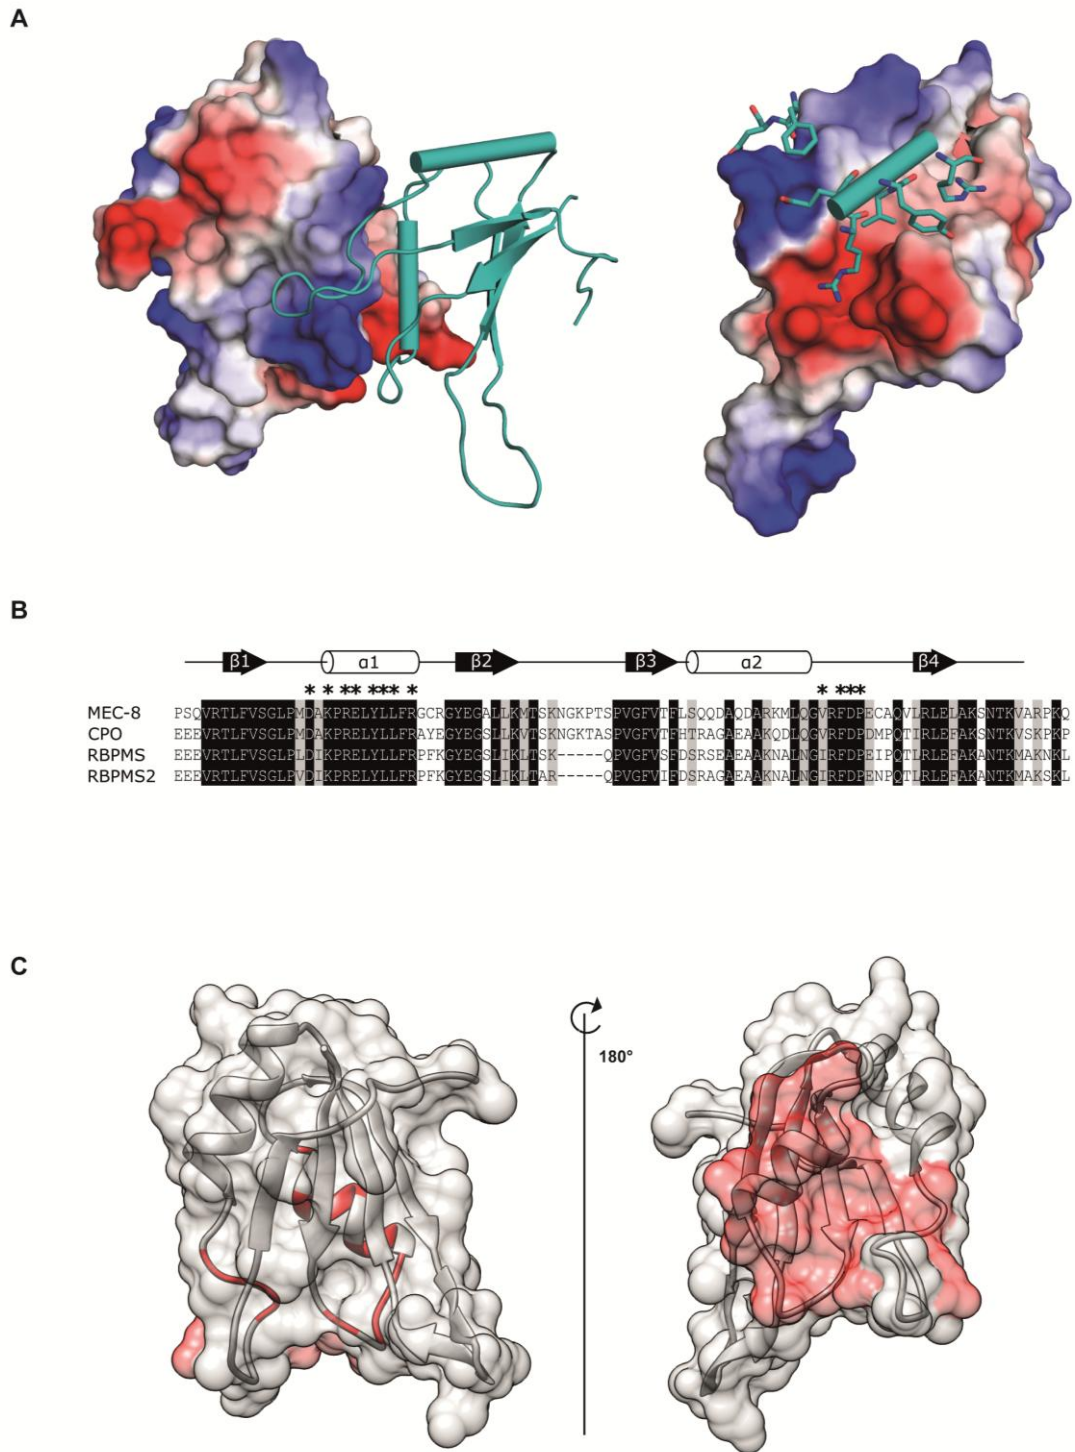 A
B
β1 α1 β2 β3 α2 β4
* * ** *** * * ***
MEC-8 PSQVRTLFVSGLPMDAKPRELYLLFRGCRGYEGALLKMTSKNGKPTSPVGFVTFLSQQDAQDARKMLQGVRFDPECAQVLRLELAKSNTKVARPKQ
CPO EEEVRTLFVSGLPMDAKPRELYLLFRAYEGYEGSLLKVTSKNGKTASPVGFVTFHTRAGAEAAKQDLQGVRFDPDMPQTIRLEFAKSNTKVSKPKP
RBPMS EEEVRTLFVSGLPLDIKPRELYLLFRPFKGYEGSLIKLTSK-----QPVGFVSFDSRSEAEAAKNALNGIRFDPEIPQTLRLEFAKANTKMAKNKL
RBPMS2 EEEVRTLFVSGLPVDIKPRELYLLFRPFKGYEGSLIKLTAR-----QPVGFVIFDSRAGAEAAKNALNGIRFDPENPQTLRLEFAKANTKMAKSKL
C
180°